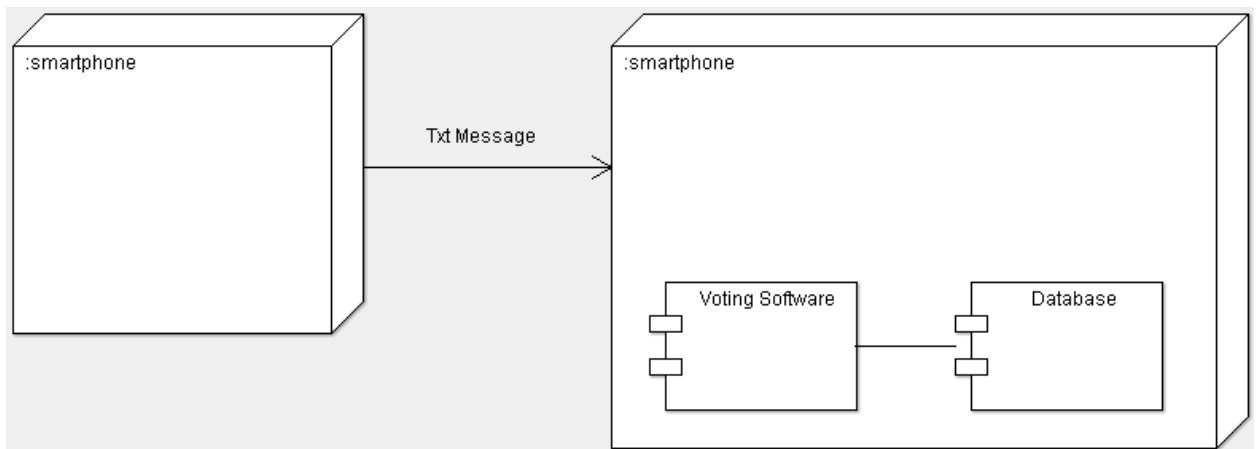 :smartphone
:smartphone
Txt Message
Voting Software
Database